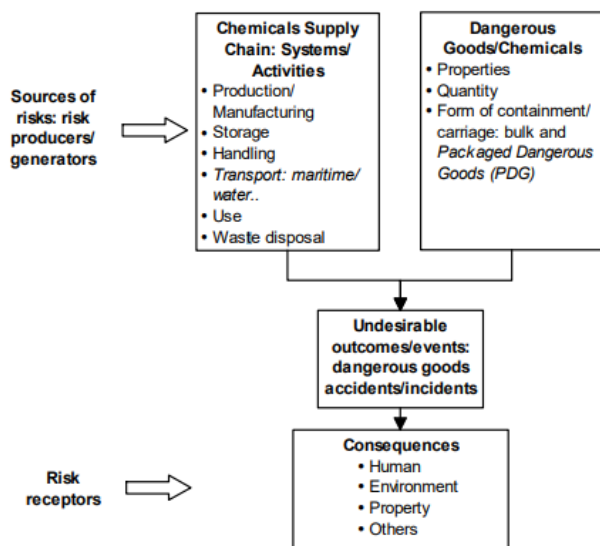 Sources of
risks: risk
producers/
generators
Chemicals Supply
Chain: Systems/
Activities
• Production/
Manufacturing
• Storage
• Handling
• Transport: maritime/
water..
• Use
• Waste disposal
Dangerous
Goods/Chemicals
• Properties
• Quantity
• Form of containment/
carriage: bulk and
Packaged Dangerous
Goods (PDG)
Undesirable
outcomes/events:
dangerous goods
accidents/incidents
Risk
receptors
Consequences
• Human
• Environment
• Property
• Others